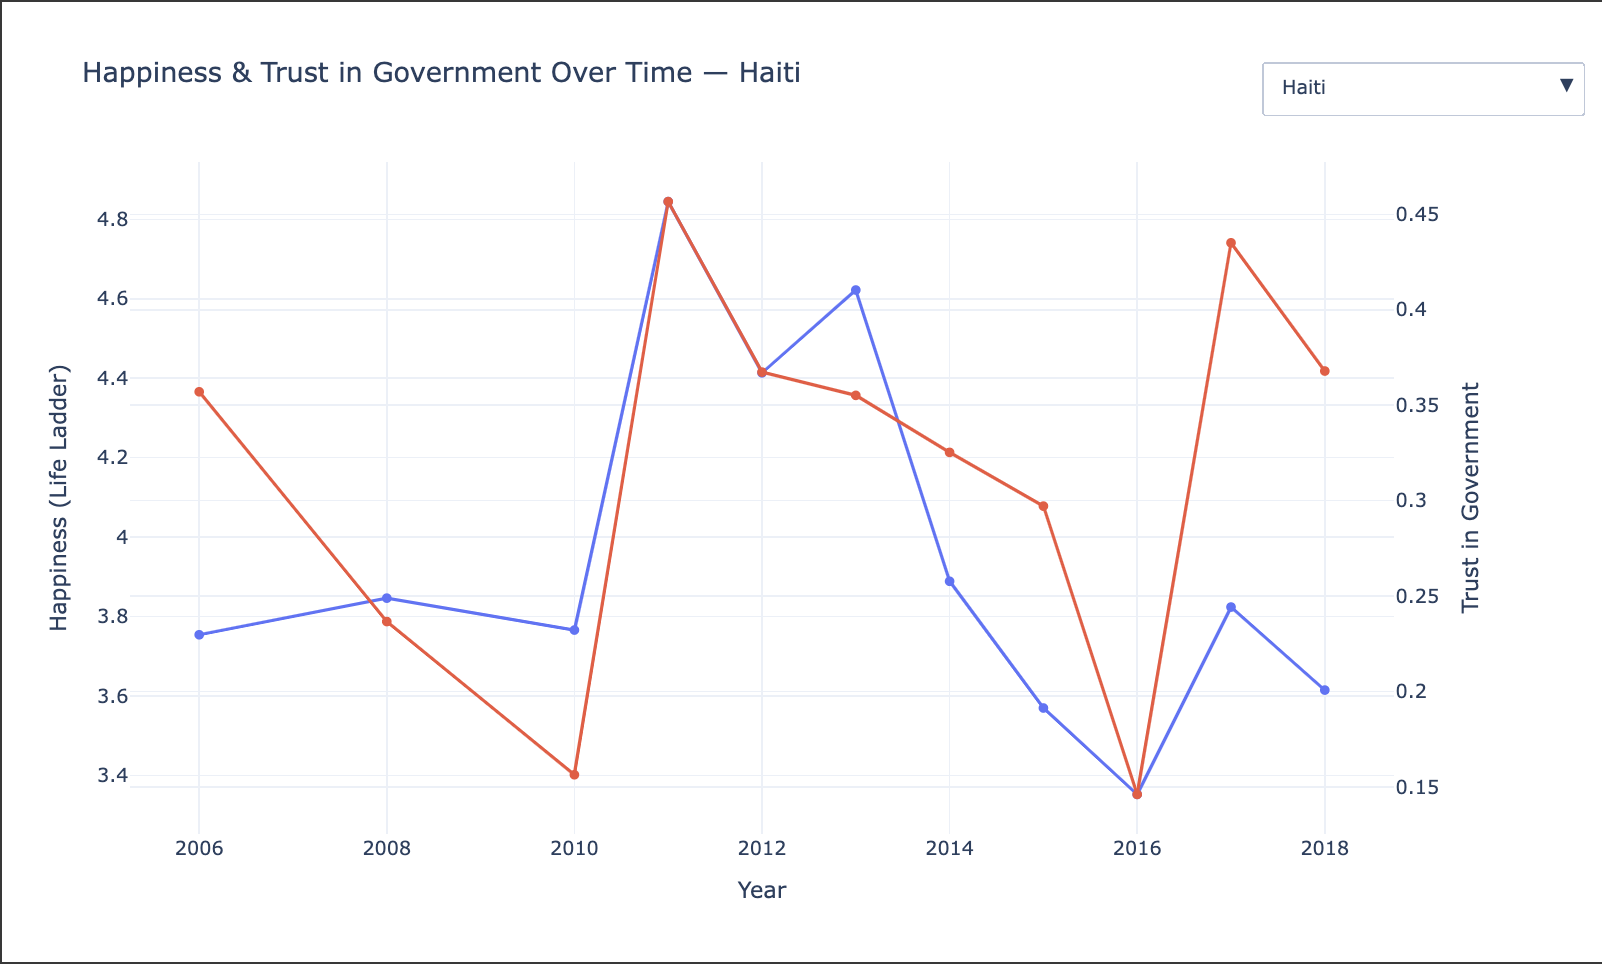 Happiness & Trust in Government Over Time — Haiti
Haiti
▼
4.8
4.6
4.4
4.2
4
3.8
3.6
3.4
Happiness (Life Ladder)
0.45
0.4
0.35
0.3
0.25
0.2
0.15
Trust in Government
2006 2008 2010 2012 2014 2016 2018
Year